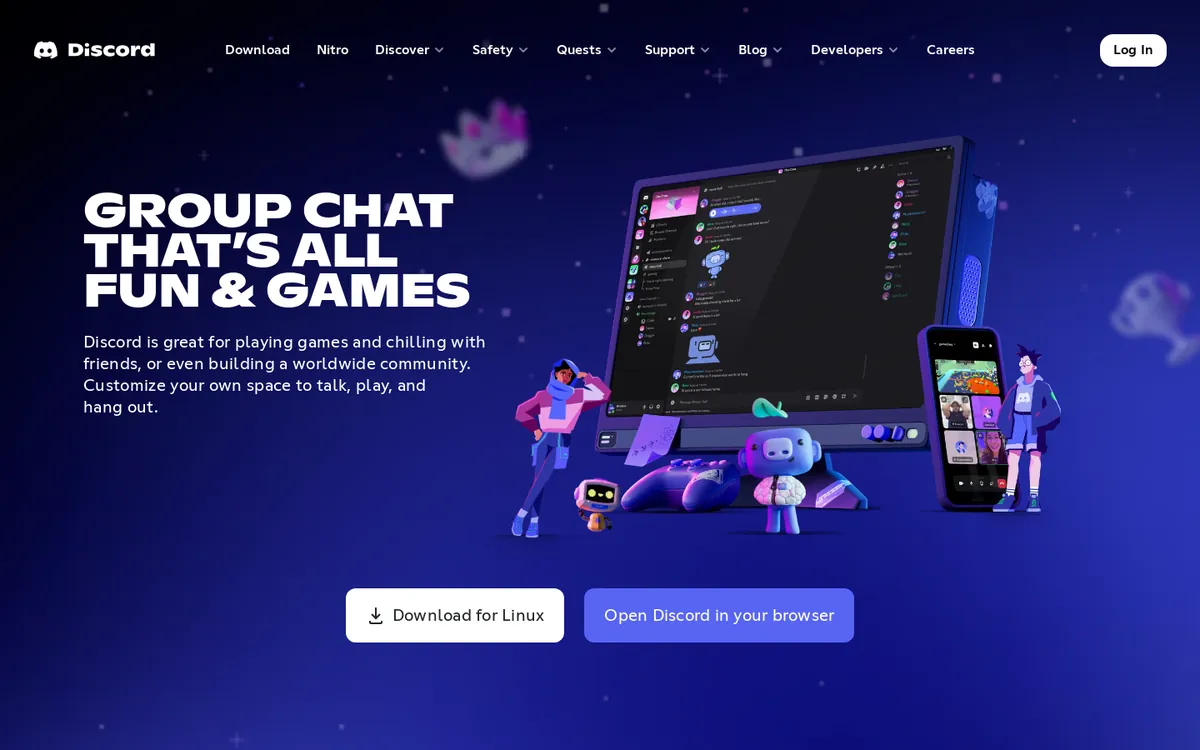 Discord
Download
Nitro
Discover
Safety
Quests
Support
Blog
Developers
Careers
Log In
GROUP CHAT
THAT'S ALL
FUN & GAMES
Discord is great for playing games and chilling with
friends, or even building a worldwide community.
Customize your own space to talk, play, and
hang out.
Download for Linux
Open Discord in your browser